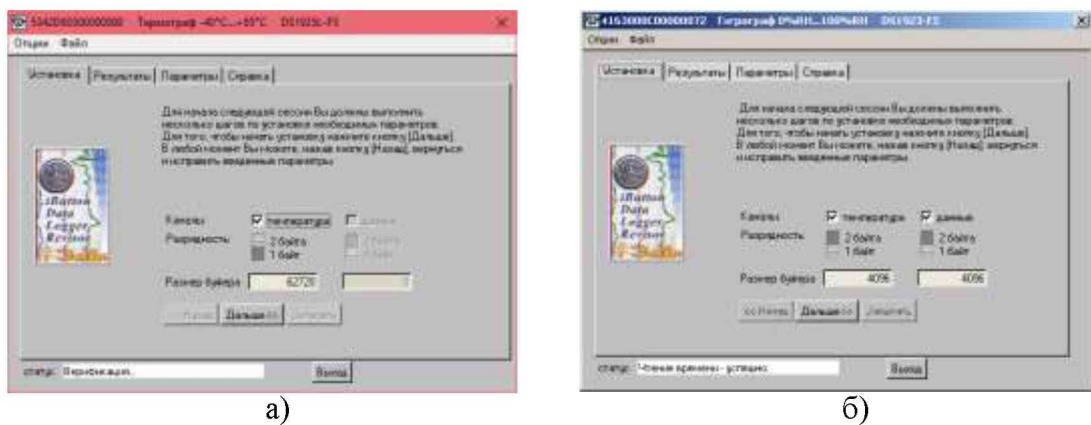 Термограф -40°C...+85°C
Опции Файл
Установка Результаты Параметры Справка
Для начала следующей сессии Вы должны выполнить
несколько шагов по установке необходимых параметров.
Для того, чтобы начать установку нажмите кнопку [Дальше].
В любой момент Вы можете, нажав кнопку [Назад], вернуться
и исправить введенные параметры.
iButton
Data
Logger
Revisor
Каналы температура данные
Разрядность 2 байта
1 байт
Размер буфера
Дальше>> Записать
статус Верификация.
Выход
а)
Гигрограф 0%RH...100%RH DS1923-F5
Опции Файл
Установка Результаты Параметры Справка
Для начала следующей сессии Вы должны выполнить
несколько шагов по установке необходимых параметров.
Для того, чтобы начать установку нажмите кнопку [Дальше].
В любой момент Вы можете, нажав кнопку [Назад], вернуться
и исправить введенные параметры.
iButton
Data
Logger
Revisor
Каналы температура данные
Разрядность 2 байта 2 байта
1 байт 1 байт
Размер буфера 4096 4096
<< Назад Дальше>> Записать
статус Чтение времени - успешно.
Выход
б)